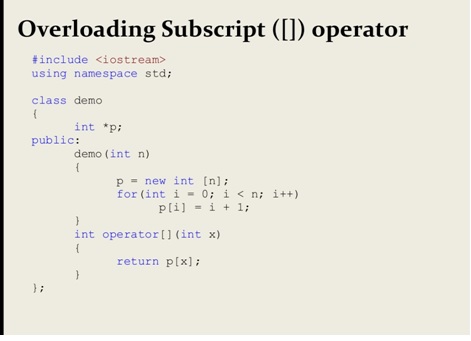 Overloading Subscript ([]) operator
#include <iostream>
using namespace std;
class demo
{
int *p;
public:
demo(int n)
{
p = new int [n];
for(int i = 0; i < n; i++)
p[i] = i + 1;
}
int operator[](int x)
{
return p[x];
}
};